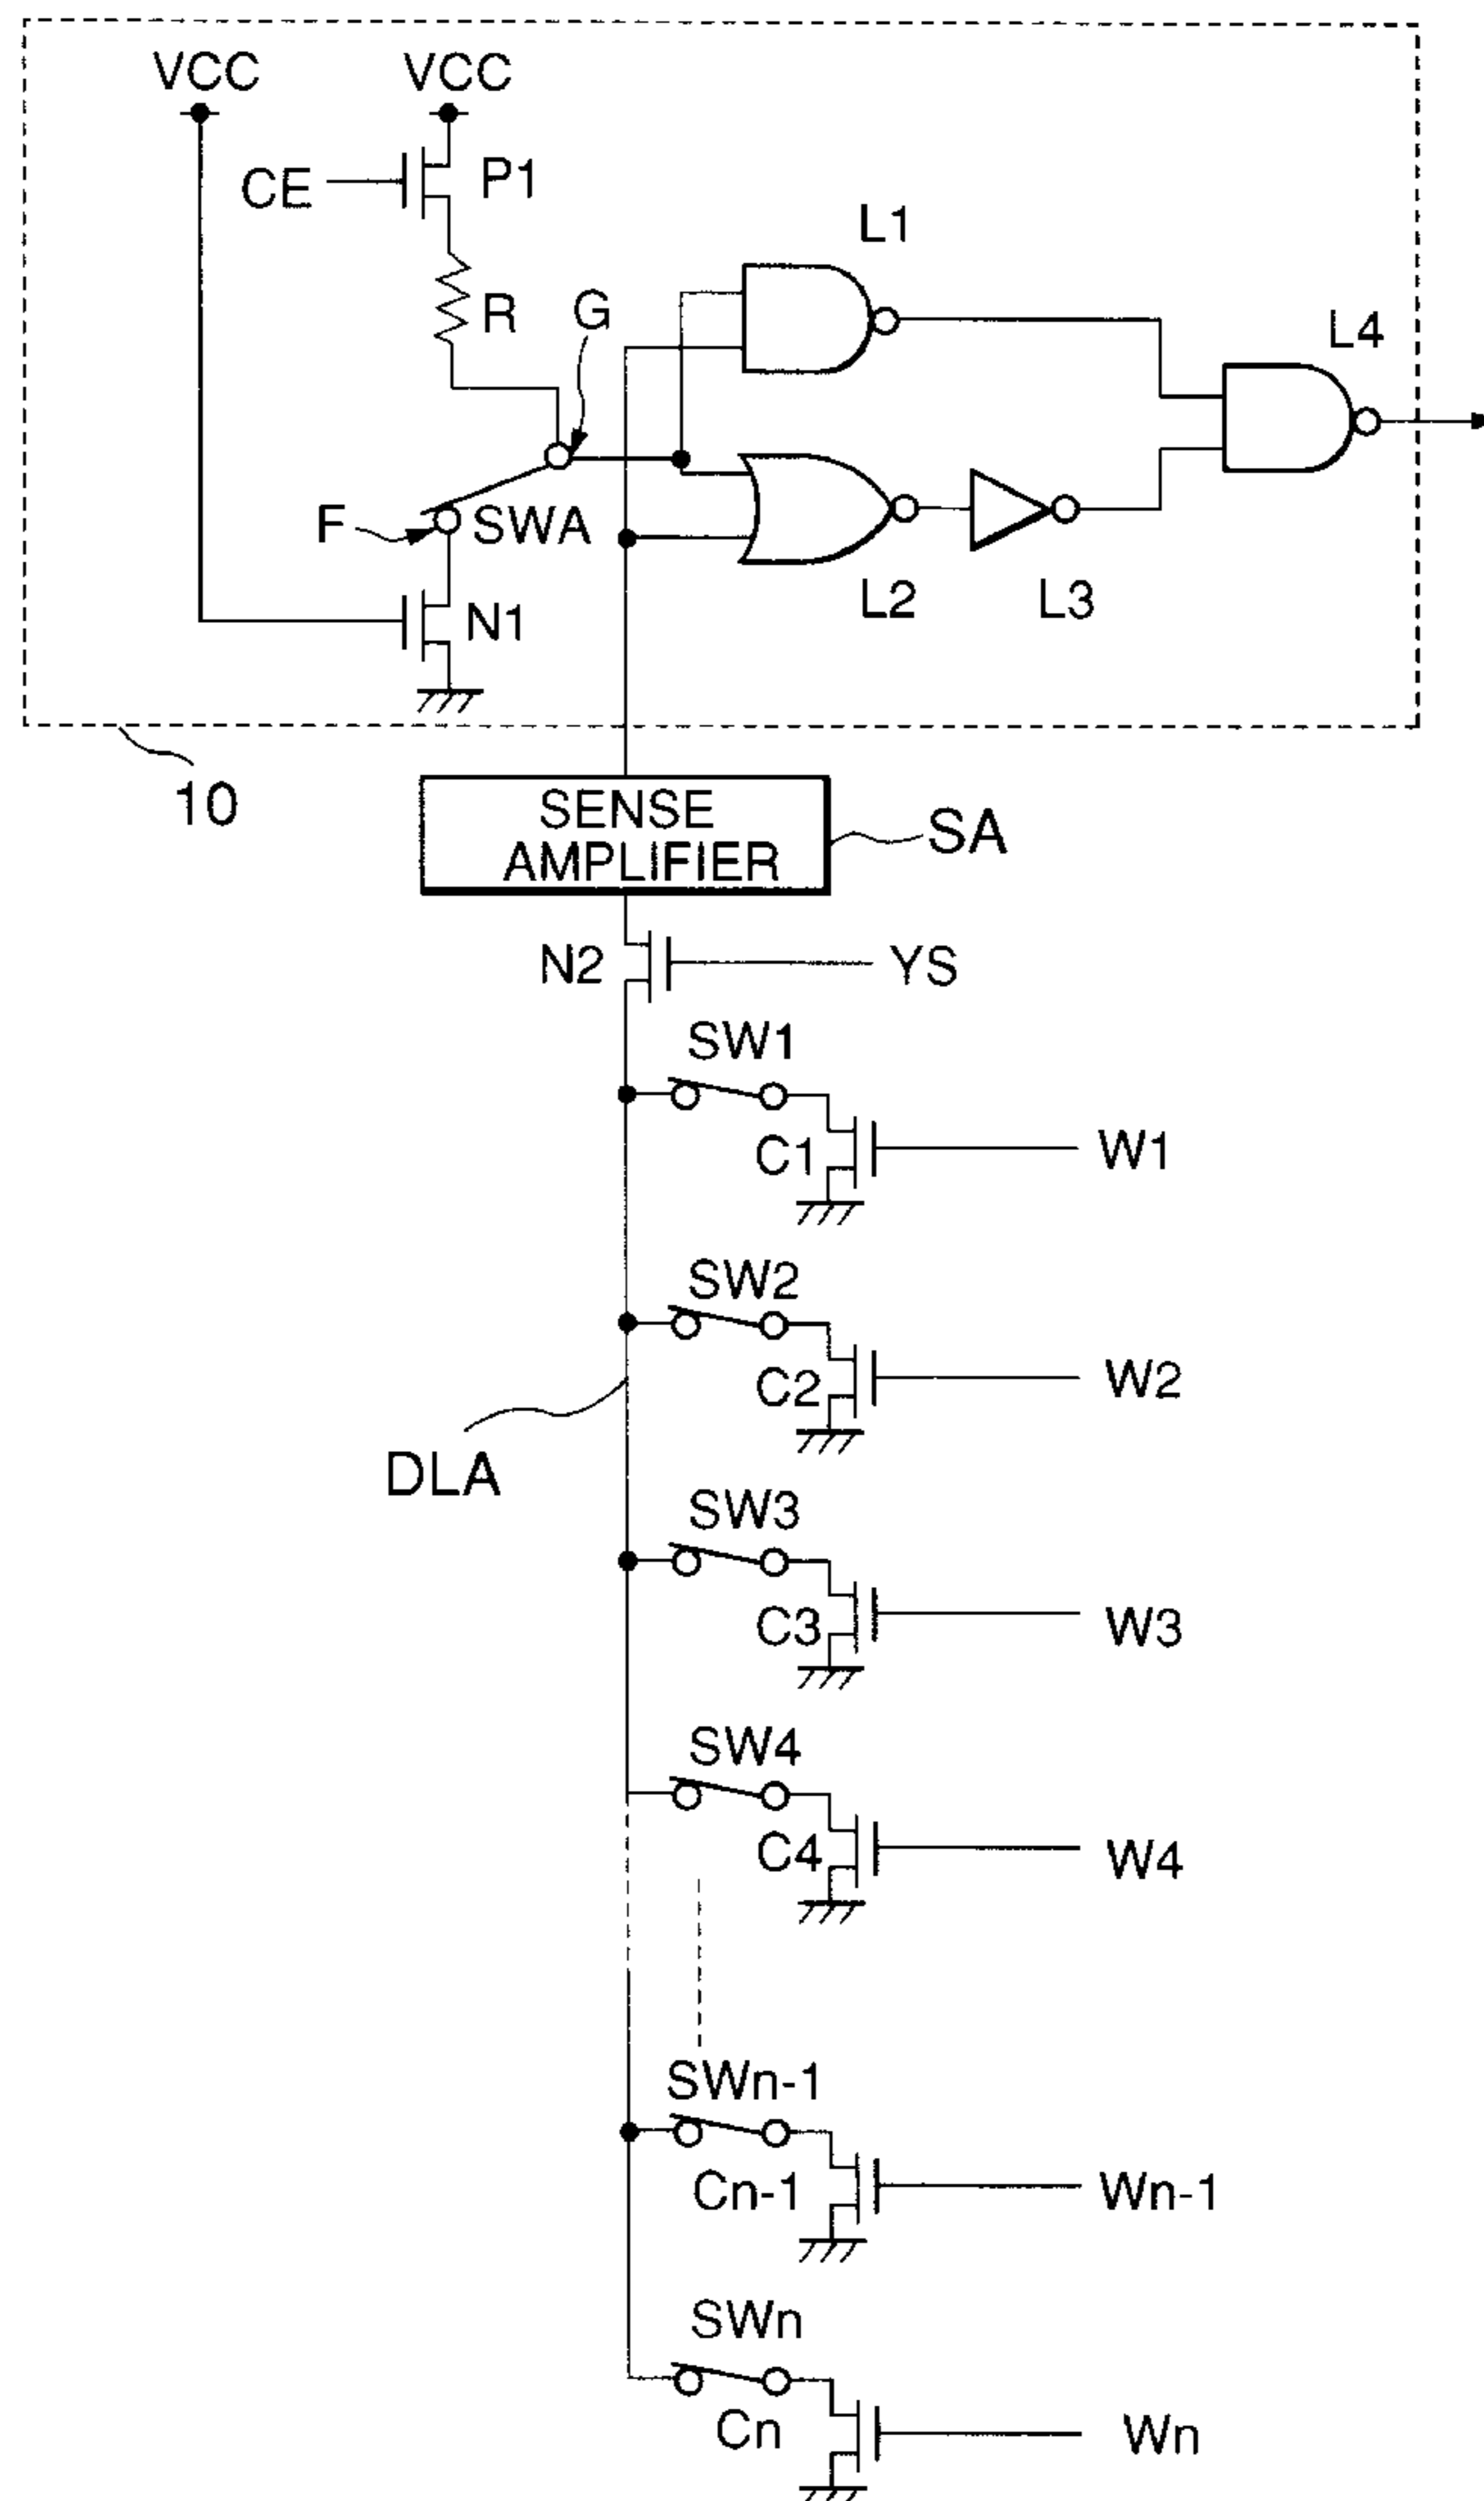 VCC VCC
CE P1
L1
R G
L4
F SWA
L2 L3
N1
10
SENSE
AMPLIFIER
SA
N2 YS
SW1
C1 W1
SW2
C2 W2
DLA
SW3
C3 W3
SW4
C4 W4
SWn-1
Cn-1 Wn-1
SWn
Cn Wn